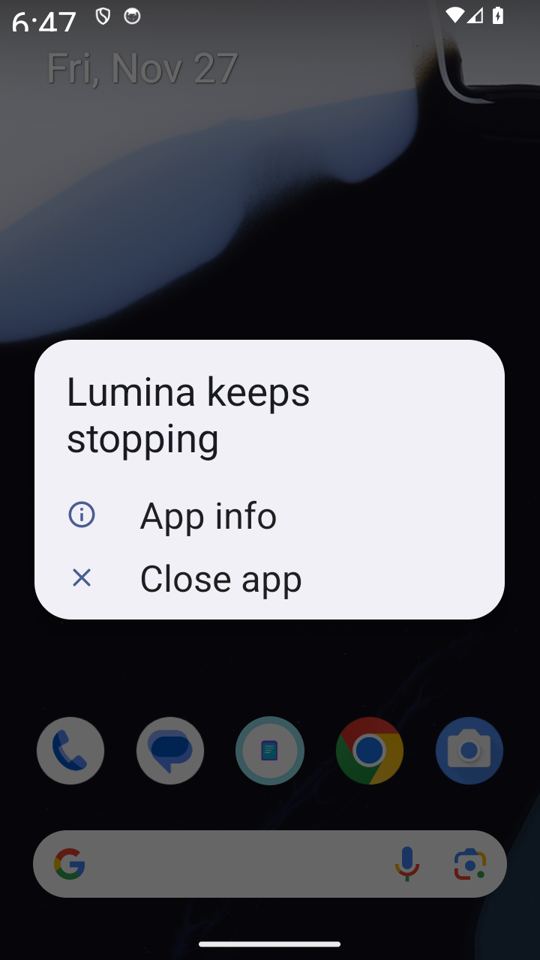 6:47
Fri, Nov 27
Lumina keeps
stopping
App info
Close app